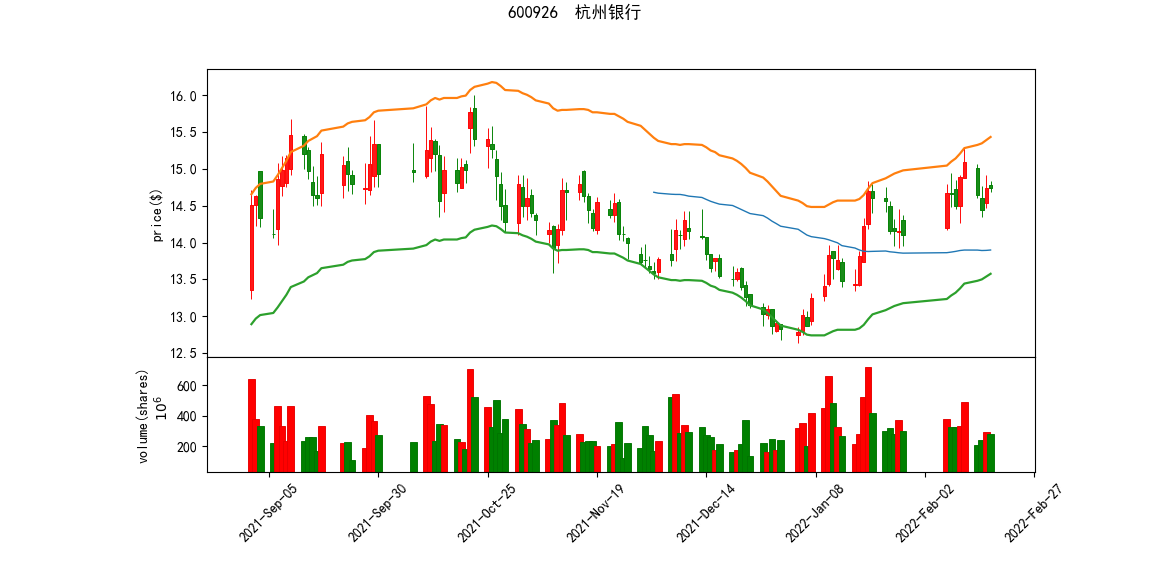 600926 杭州银行
price($)
16.0
15.5
15.0
14.5
14.0
13.5
13.0
12.5
volume(shares)
10^6
600
400
200
2021-Sep-05
2021-Sep-30
2021-Oct-25
2021-Nov-19
2021-Dec-14
2022-Jan-08
2022-Feb-02
2022-Feb-27